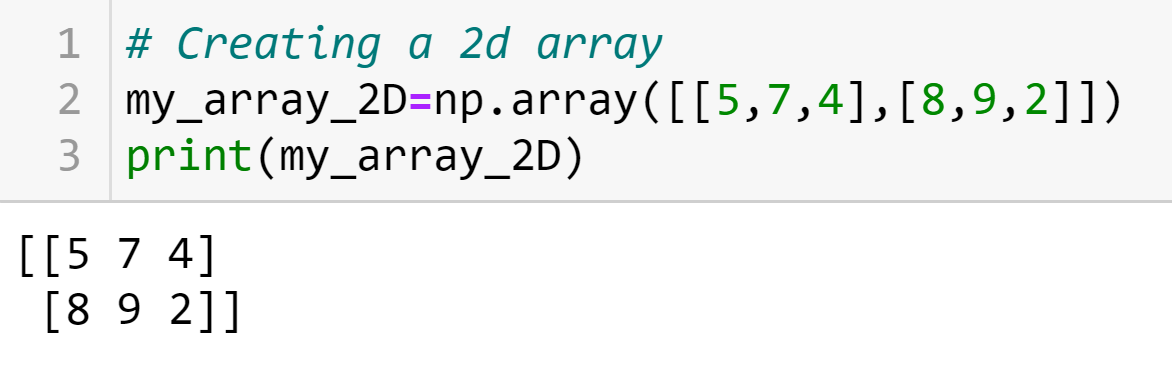 1 # Creating a 2d array
2 my_array_2D=np.array([[5,7,4],[8,9,2]])
3 print(my_array_2D)
[[5 7 4]
 [8 9 2]]